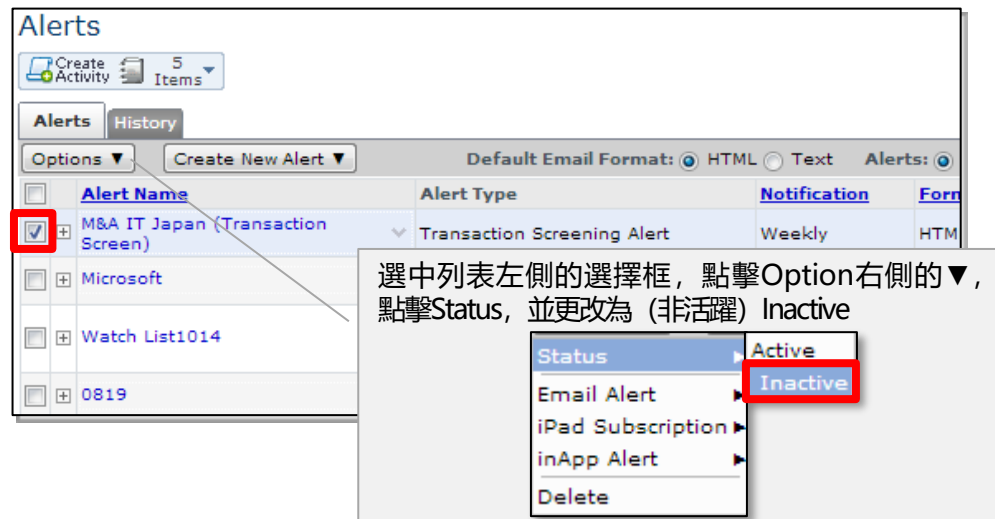 Alerts
Create Activity 5 Items
Alerts History
Options ▼ Create New Alert ▼ Default Email Format: HTML Text Alerts:
Alert Name Alert Type Notification Form
M&A IT Japan (Transaction Screen) Transaction Screening Alert Weekly HTM
Microsoft
Watch List1014
0819
選中列表左側的選擇框，點擊Option右側的▼，
點擊Status，並更改為（非活躍）Inactive
Status Active
Inactive
Email Alert
iPad Subscription
inApp Alert
Delete